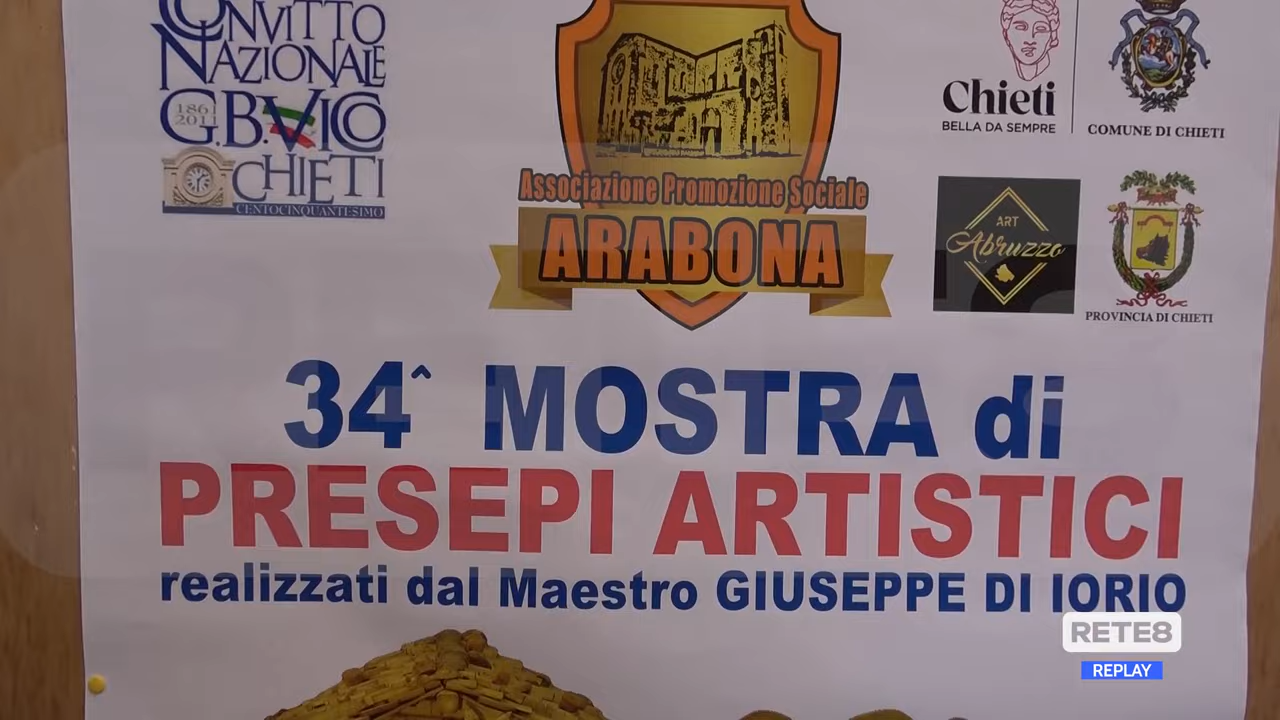 CONVITTO
NAZIONALE
1861
2011
G.B.VICO
CHIETI
CENTOCINQUANTESIMO
Associazione Promozione Sociale
ARABONA
Chieti
BELLA DA SEMPRE
COMUNE DI CHIETI
ART
Abruzzo
PROVINCIA DI CHIETI
34^ MOSTRA di
PRESEPI ARTISTICI
realizzati dal Maestro GIUSEPPE DI IORIO
RETE8
REPLAY